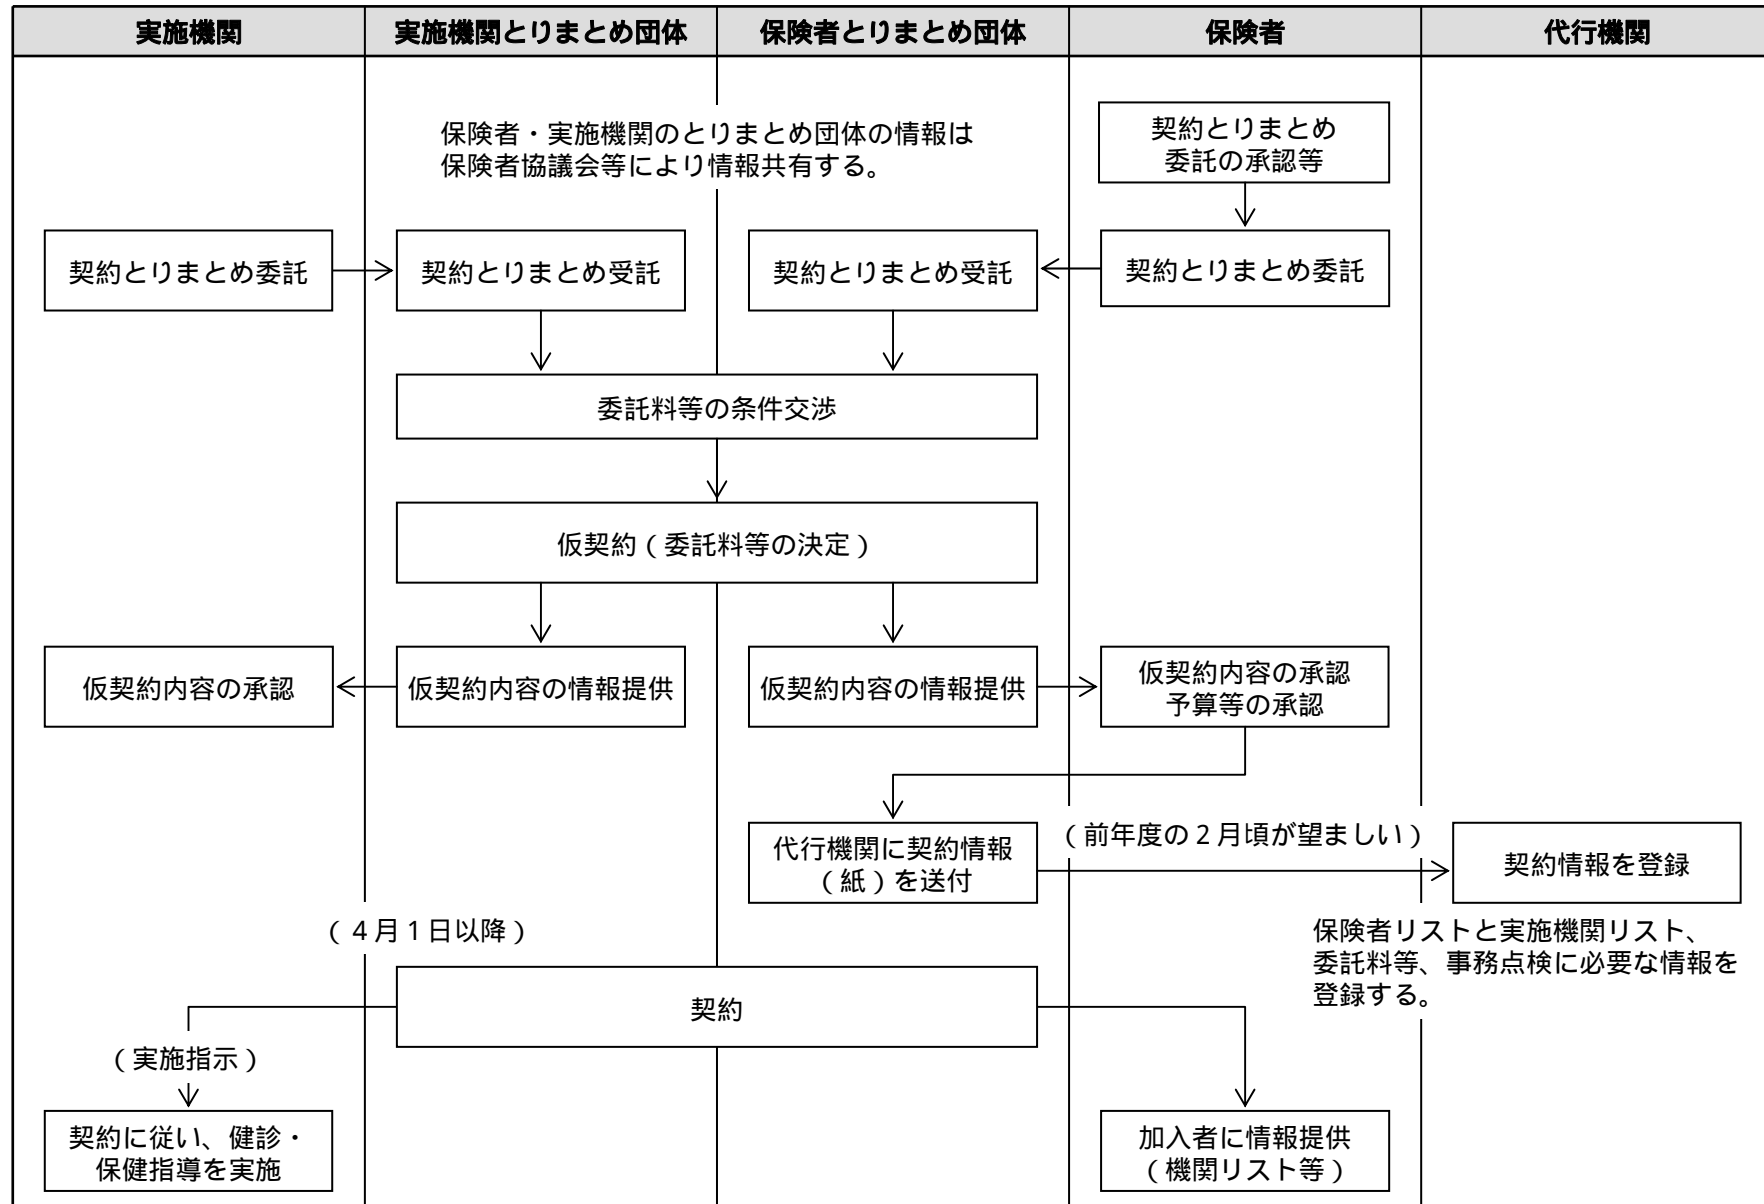 実施機関
実施機関とりまとめ団体
保険者とりまとめ団体
保険者
代行機関
保険者・実施機関のとりまとめ団体の情報は
保険者協議会等により情報共有する。
契約とりまとめ
委託の承認等
契約とりまとめ委託
契約とりまとめ受託
契約とりまとめ受託
契約とりまとめ委託
委託料等の条件交渉
仮契約(委託料等の決定)
仮契約内容の承認
仮契約内容の情報提供
仮契約内容の情報提供
仮契約内容の承認
予算等の承認
代行機関に契約情報
(紙)を送付
(前年度の2月頃が望ましい)
契約情報を登録
(4月1日以降)
保険者リストと実施機関リスト、
委託料等、事務点検に必要な情報を
登録する。
契約
(実施指示)
契約に従い、健診・
保健指導を実施
加入者に情報提供
(機関リスト等)